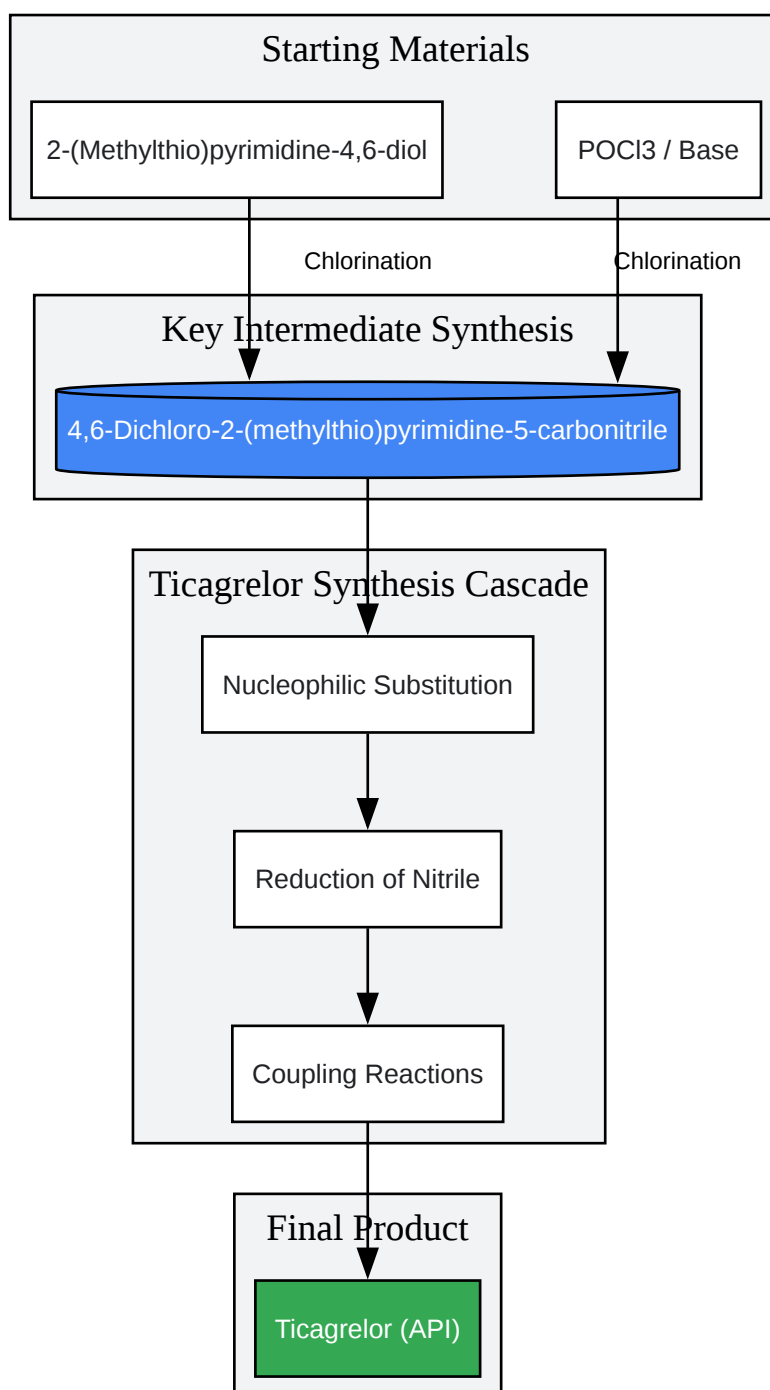 Starting Materials
2-(Methylthio)pyrimidine-4,6-diol
POCl3 / Base
Chlorination
Chlorination
Key Intermediate Synthesis
4,6-Dichloro-2-(methylthio)pyrimidine-5-carbonitrile
Ticagrelor Synthesis Cascade
Nucleophilic Substitution
Reduction of Nitrile
Coupling Reactions
Final Product
Ticagrelor (API)